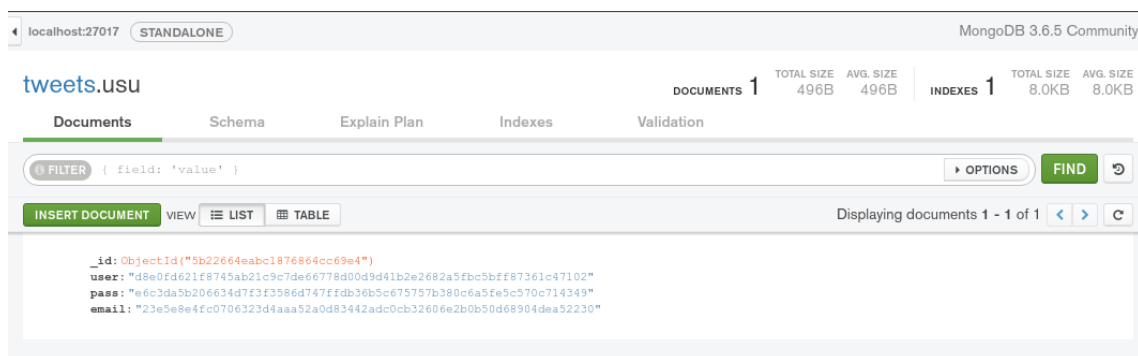 localhost:27017 STANDALONE MongoDB 3.6.5 Community
tweets.usu DOCUMENTS 1 TOTAL SIZE 496B AVG. SIZE 496B INDEXES 1 TOTAL SIZE 8.0KB AVG. SIZE 8.0KB
Documents Schema Explain Plan Indexes Validation
FILTER { field: 'value' } OPTIONS FIND
INSERT DOCUMENT VIEW LIST TABLE Displaying documents 1 - 1 of 1
_id:ObjectId("5b22664eabc1876864cc69e4")
user:"d8e0fd621f8745ab21c9c7de66778d00d9d41b2e2682a5fbc5bff87361c47102"
pass:"e6c3da5b206634d7f3f3586d747ffdb36b5c675757b380c6a5fe5c570c714349"
email:"23e5e8e4fc0706323d4aaa52a0d83442adc0cb32606e2b0b50d68904dea52230"